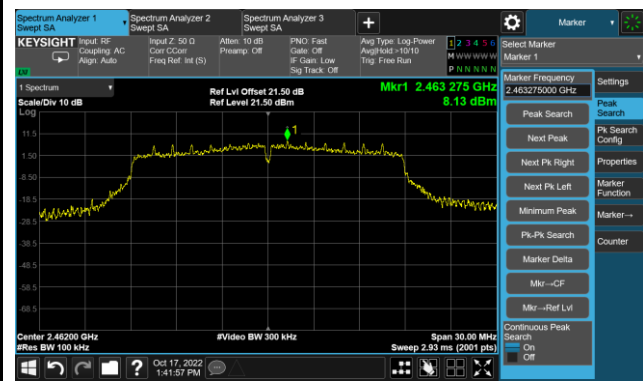 Spectrum Analyzer 1
Swept SA
Spectrum Analyzer 2
Swept SA
Spectrum Analyzer 3
Swept SA
+
Marker
KEYSIGHT
Input: RF
Coupling: AC
Align: Auto
Input Z: 50 Ω
Corr CCorr
Freq Ref: Int (S)
Atten: 10 dB
Preamp: Off
PNO: Fast
Gate: Off
IF Gain: Low
Sig Track: Off
Avg Type: Log-Power
Avg|Hold:>10/10
Trig: Free Run
1 2 3 4 5 6
M W W W W W
P N N N N N
LXI
Select Marker
Marker 1
1 Spectrum
Scale/Div 10 dB
Log
Ref Lvl Offset 21.50 dB
Ref Level 21.50 dBm
Mkr1 2.463 275 GHz
8.13 dBm
1
11.5
1.50
-8.50
-18.5
-28.5
-38.5
-48.5
-58.5
-68.5
Center 2.46200 GHz
#Res BW 100 kHz
#Video BW 300 kHz
Span 30.00 MHz
Sweep 2.93 ms (2001 pts)
Marker Frequency
2.463275000 GHz
Peak Search
Next Peak
Next Pk Right
Next Pk Left
Minimum Peak
Pk-Pk Search
Marker Delta
Mkr→CF
Mkr→Ref Lvl
Continuous Peak
Search
On
Off
Settings
Peak
Search
Pk Search
Config
Properties
Marker
Function
Marker→
Counter
?
Oct 17, 2022
1:41:57 PM